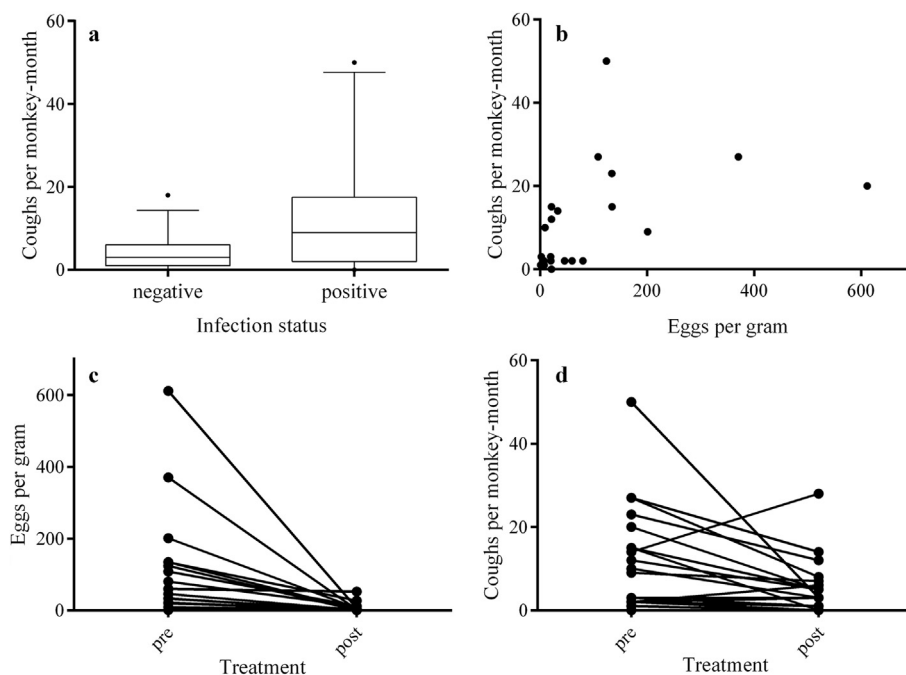 a
60
40
20
0
Coughs per monkey-month
negative
positive
Infection status
b
60
40
20
0
Coughs per monkey-month
0
200
400
600
Eggs per gram
c
600
400
200
0
Eggs per gram
pre
post
Treatment
d
60
40
20
0
Coughs per monkey-month
pre
post
Treatment